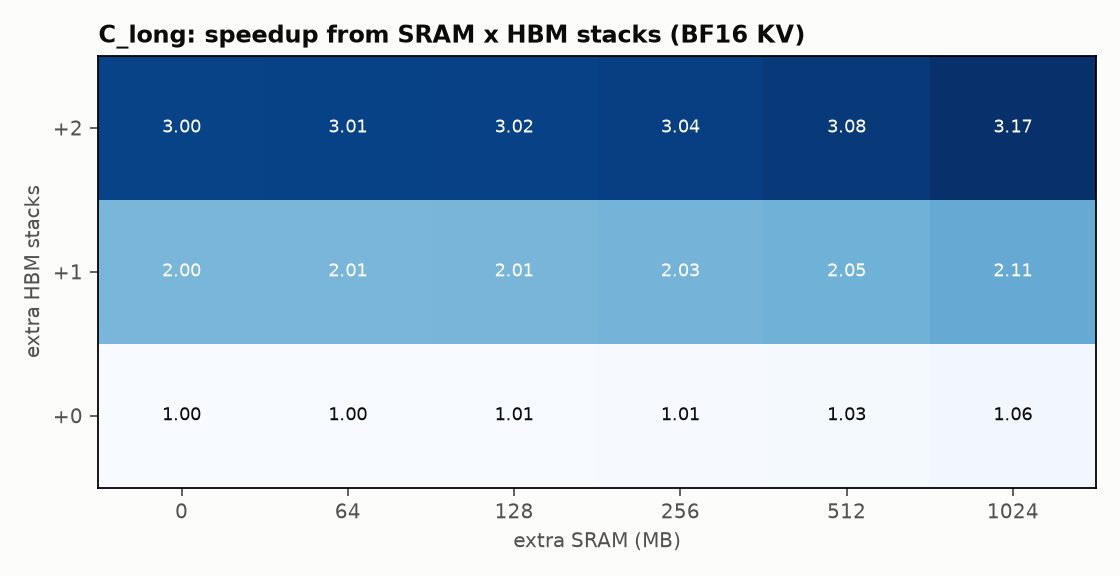 C_long: speedup from SRAM x HBM stacks (BF16 KV)
extra HBM stacks
+2 3.00 3.01 3.02 3.04 3.08 3.17
+1 2.00 2.01 2.01 2.03 2.05 2.11
+0 1.00 1.00 1.01 1.01 1.03 1.06
0 64 128 256 512 1024
extra SRAM (MB)